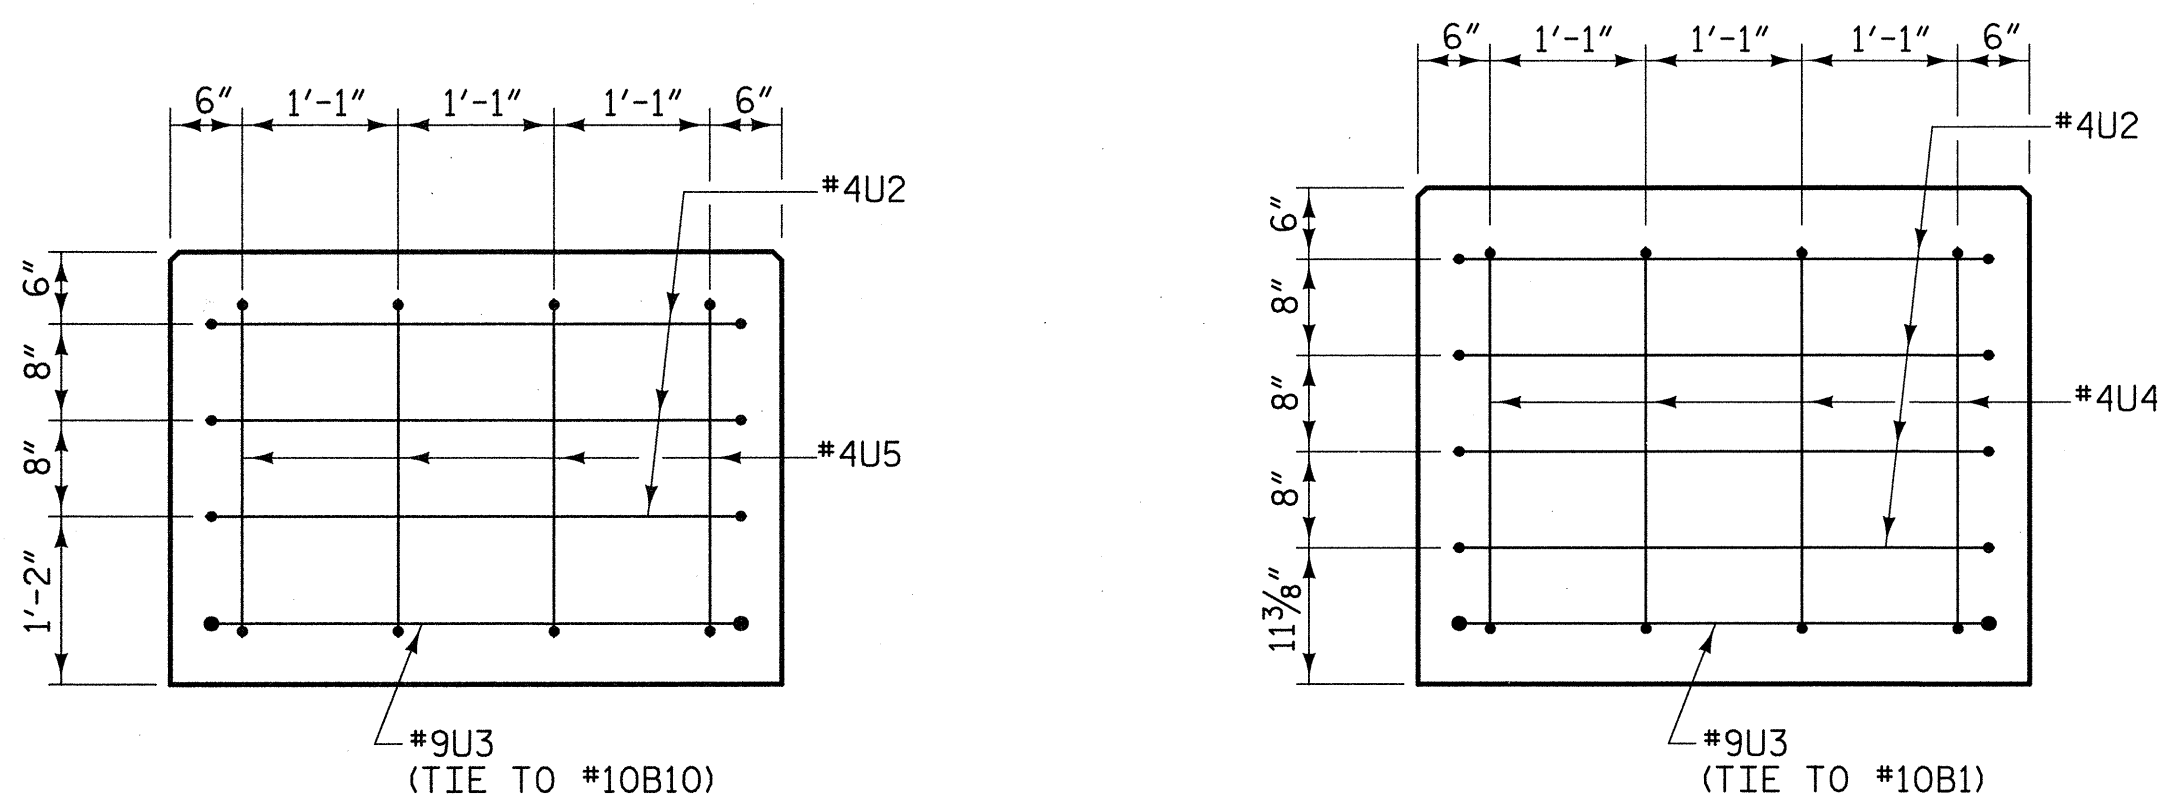 6" 1'-1" 1'-1" 1'-1" 6"
#4U2
6"
8"
8"
1'-2"
#4U5
#9U3
(TIE TO #10B10)
6" 1'-1" 1'-1" 1'-1" 6"
#4U2
6"
8"
8"
8"
11 3/8"
#4U4
#9U3
(TIE TO #10B1)